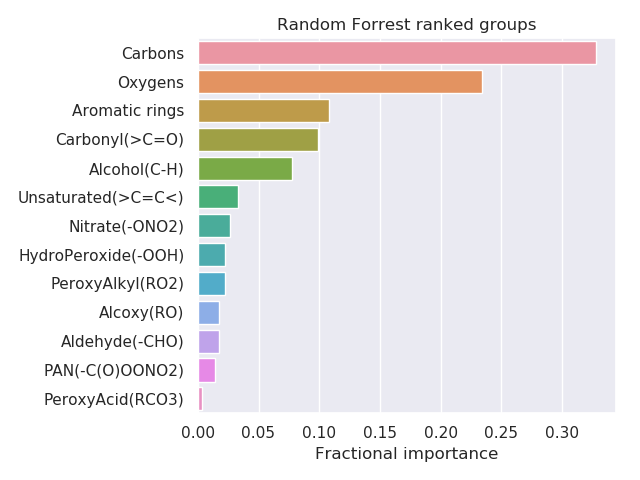 Random Forrest ranked groups
Carbons
Oxygens
Aromatic rings
Carbonyl(>C=O)
Alcohol(C-H)
Unsaturated(>C=C<)
Nitrate(-ONO2)
HydroPeroxide(-OOH)
PeroxyAlkyl(RO2)
Alcoxy(RO)
Aldehyde(-CHO)
PAN(-C(O)OONO2)
PeroxyAcid(RCO3)
0.00 0.05 0.10 0.15 0.20 0.25 0.30
Fractional importance